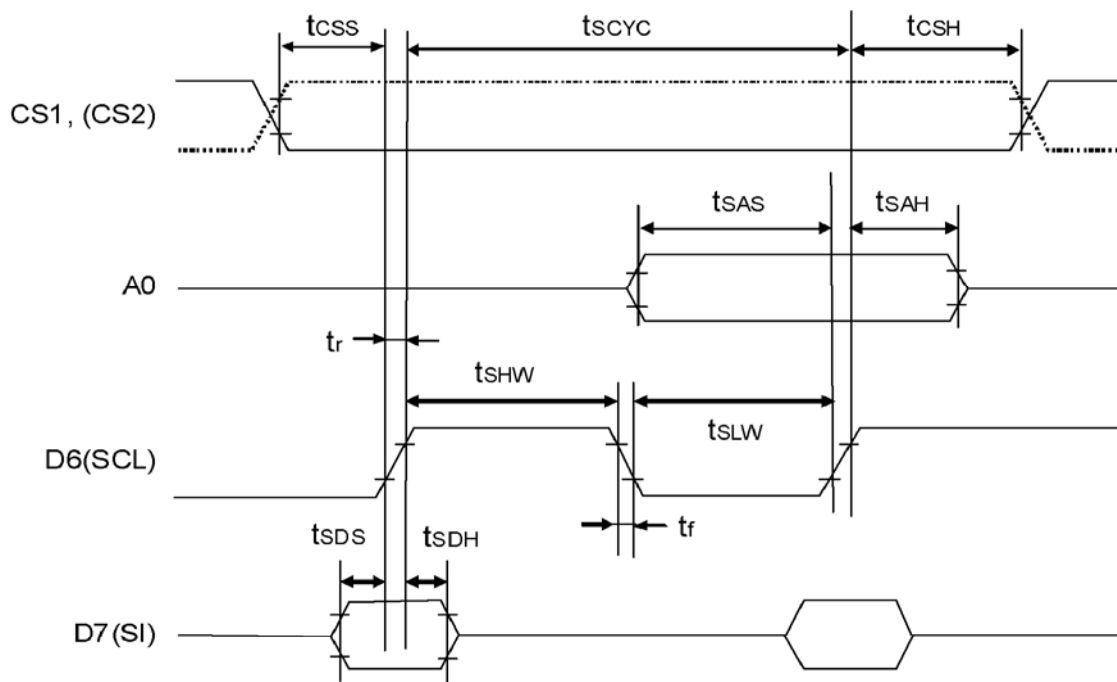 tCSS
tSCYC
tCSH
CS1, (CS2)
tSAS
tSAH
A0
tr
tSHW
tSLW
D6(SCL)
tf
tSDS
tSDH
D7(SI)